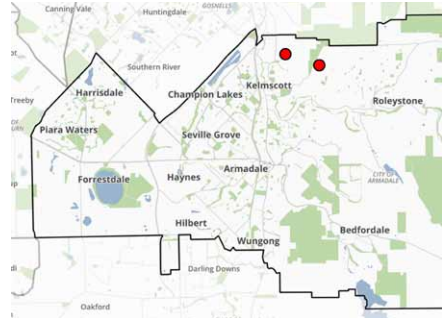 Canning Vale
Huntingdale
GOSNELLS
Southern River
Treeby
Harrisdale
Champion Lakes
Kelmscott
Roleystone
Piara Waters
Seville Grove
Forrestdale
Haynes
Armadale
CITY OF
ARMADALE
Hilbert
Bedfordale
Wungong
Darling Downs
Oakford